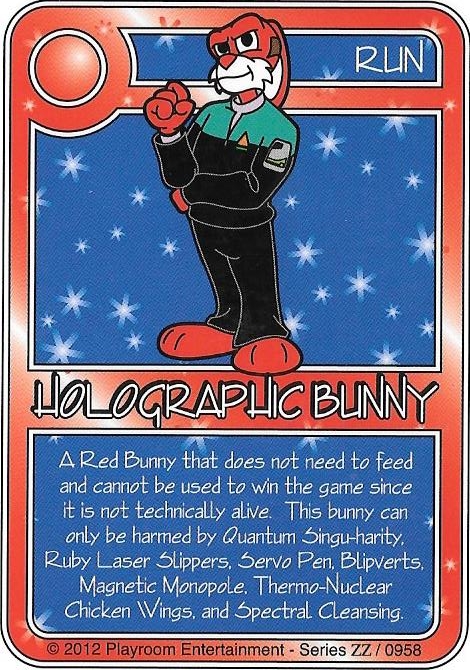 RUN
HOLOGRAPHIC BUNNY
A Red Bunny that does not need to feed
and cannot be used to win the game since
it is not technically alive. This bunny can
only be harmed by Quantum Singu-harity,
Ruby Laser Slippers, Servo Pen, Blipverts,
Magnetic Monopole, Thermo-Nuclear
Chicken Wings, and Spectral Cleansing.
© 2012 Playroom Entertainment - Series ZZ / 0958